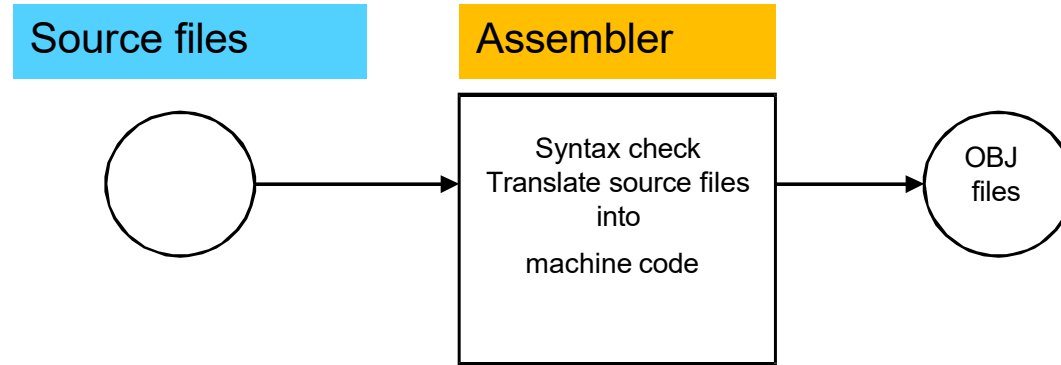 Source files
Assembler
Syntax check
Translate source files
into
machine code
OBJ
files